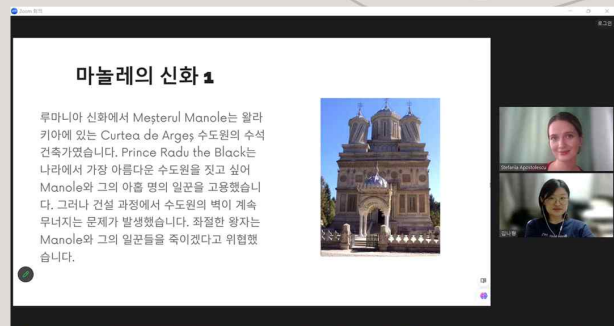 Zoom 회의
로그온
마놀레의 신화 1
루마니아 신화에서 Meșterul Manole는 왈라
키아에 있는 Curtea de Argeș 수도원의 수석
건축가였습니다. Prince Radu the Black는
나라에서 가장 아름다운 수도원을 짓고 싶어
Manole와 그의 아홉 명의 일꾼을 고용했습니
다. 그러나 건설 과정에서 수도원의 벽이 계속
무너지는 문제가 발생했습니다. 좌절한 왕자는
Manole와 그의 일꾼들을 죽이겠다고 위협했
습니다.
Stefania Apostolescu